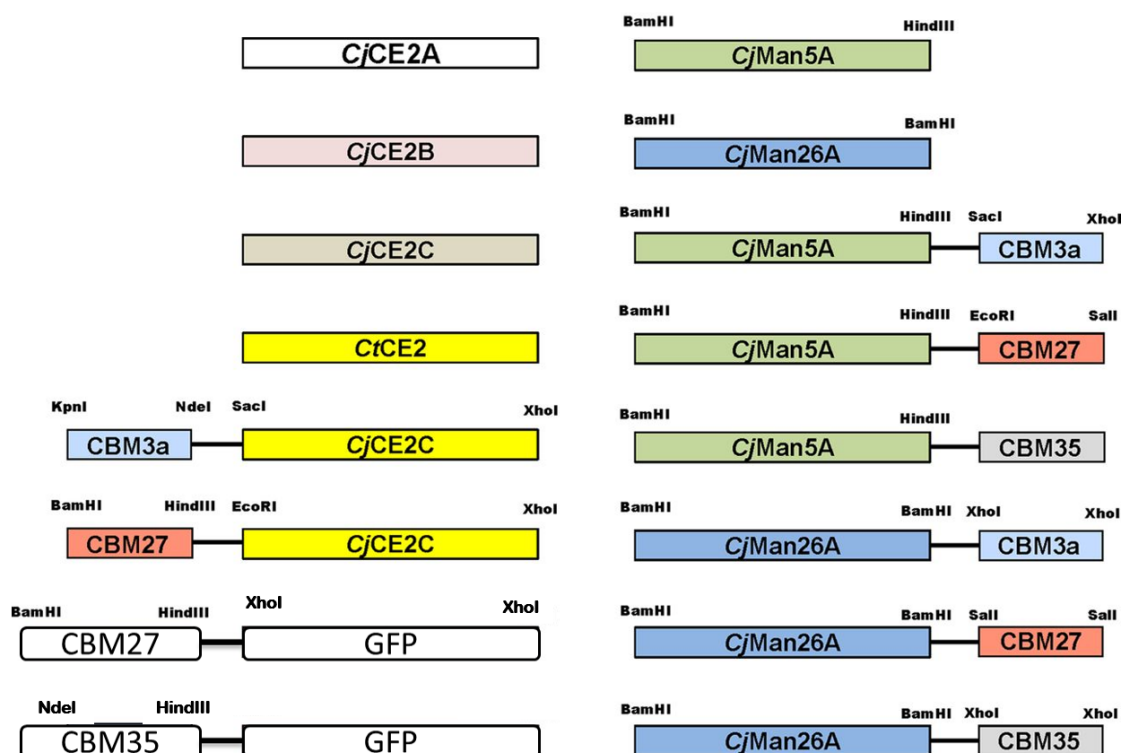 CjCE2A
CjCE2B
CjCE2C
CtCE2
KpnI NdeI SacI XhoI
CBM3a CjCE2C
BamHI HindIII EcoRI XhoI
CBM27 CjCE2C
BamHI HindIII XhoI XhoI
CBM27 GFP
NdeI HindIII
CBM35 GFP
BamHI HindIII
CjMan5A
BamHI BamHI
CjMan26A
BamHI HindIII SacI XhoI
CjMan5A CBM3a
BamHI HindIII EcoRI SalI
CjMan5A CBM27
BamHI HindIII
CjMan5A CBM35
BamHI BamHI XhoI XhoI
CjMan26A CBM3a
BamHI BamHI SalI SalI
CjMan26A CBM27
BamHI BamHI XhoI XhoI
CjMan26A CBM35